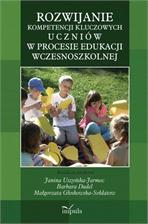 ROZWIJANIE
KOMPETENCJI KLUCZOWYCH
UCZNIÓW
W PROCESIE EDUKACJI
WCZESNOSZKOLNEJ
Janina Uszyńska-Jarmoc
Barbara Dudel
Małgorzata Głoskowska-Sołdatow
impuls